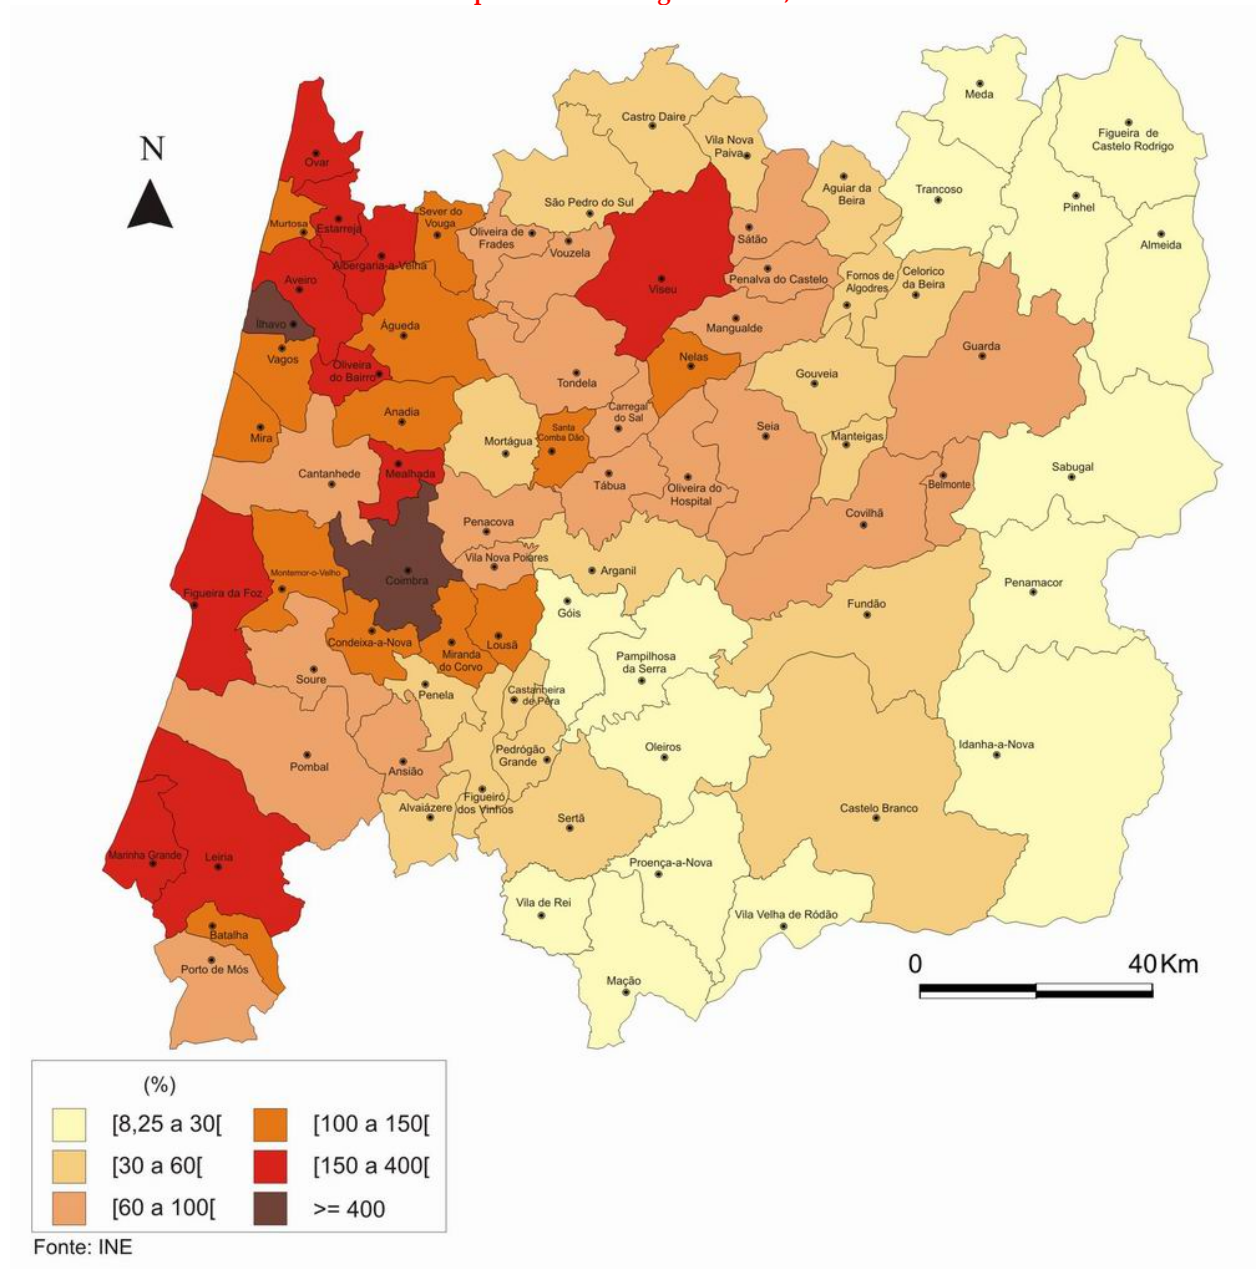 N
Meda
Figueira de
Castelo Rodrigo
Castro Daire
Vila Nova
Paiva
Ovar
Aguiar da
Beira
Trancoso
Pinhel
São Pedro do Sul
Murtosa
Estarreja
Sever do
Vouga
Oliveira de
Frades
Vouzela
Sátão
Almeida
Albergaria-a-Velha
Aveiro
Viseu
Penalva do Castelo
Fornos de
Algodres
Celorico
da Beira
Ílhavo
Águeda
Mangualde
Vagos
Oliveira
do Bairro
Nelas
Guarda
Tondela
Gouveia
Anadia
Carregal
do Sal
Mira
Mortágua
Santa
Comba Dão
Seia
Manteigas
Cantanhede
Mealhada
Tábua
Oliveira do
Hospital
Belmonte
Sabugal
Penacova
Covilhã
Vila Nova Poiares
Montemor-o-Velho
Coimbra
Arganil
Penamacor
Figueira da Foz
Góis
Fundão
Condeixa-a-Nova
Miranda
do Corvo
Lousã
Soure
Pampilhosa
da Serra
Penela
Castanheira
de Pêra
Pombal
Ansião
Pedrógão
Grande
Oleiros
Idanha-a-Nova
Alvaiázere
Figueiró
dos Vinhos
Sertã
Castelo Branco
Marinha Grande
Leiria
Proença-a-Nova
Vila de Rei
Vila Velha de Ródão
Batalha
Porto de Mós
Mação
0 40 Km
(%)
[8,25 a 30[ [100 a 150[
[30 a 60[ [150 a 400[
[60 a 100[ >= 400
Fonte: INE